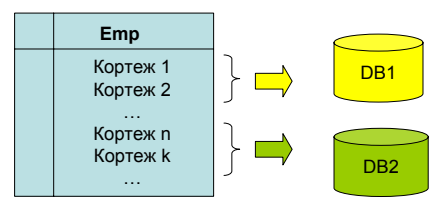 Emp
Кортеж 1
Кортеж 2
…
Кортеж n
Кортеж k
…
DB1
DB2